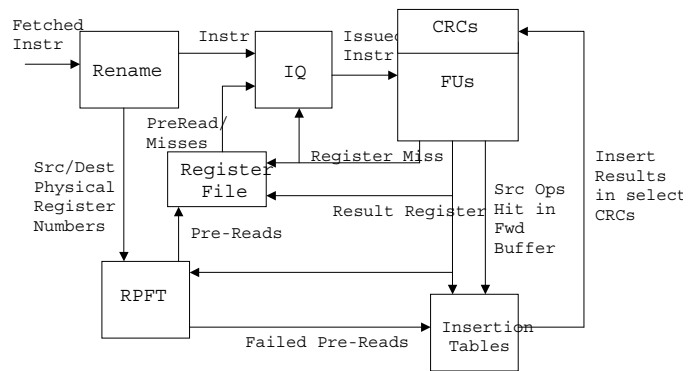 Fetched
Instr
Rename
Instr
IQ
Issued
Instr
CRCs
FUs
PreRead/
Misses
Register
File
Register Miss
Src/Dest
Physical
Register
Numbers
Pre-Reads
Result Register
Src Ops
Hit in
Fwd
Buffer
Insert
Results
in select
CRCs
RPFT
Failed Pre-Reads
Insertion
Tables